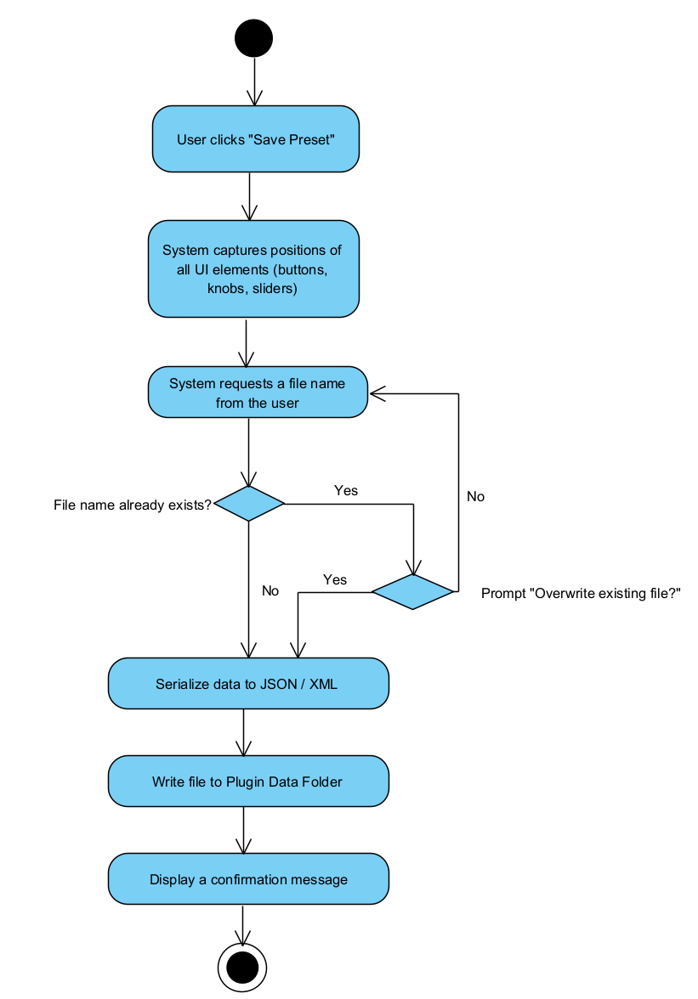 User clicks "Save Preset"
System captures positions of
all UI elements (buttons,
knobs, sliders)
System requests a file name
from the user
File name already exists?
Yes
No
No
Yes
Prompt "Overwrite existing file?"
Serialize data to JSON / XML
Write file to Plugin Data Folder
Display a confirmation message